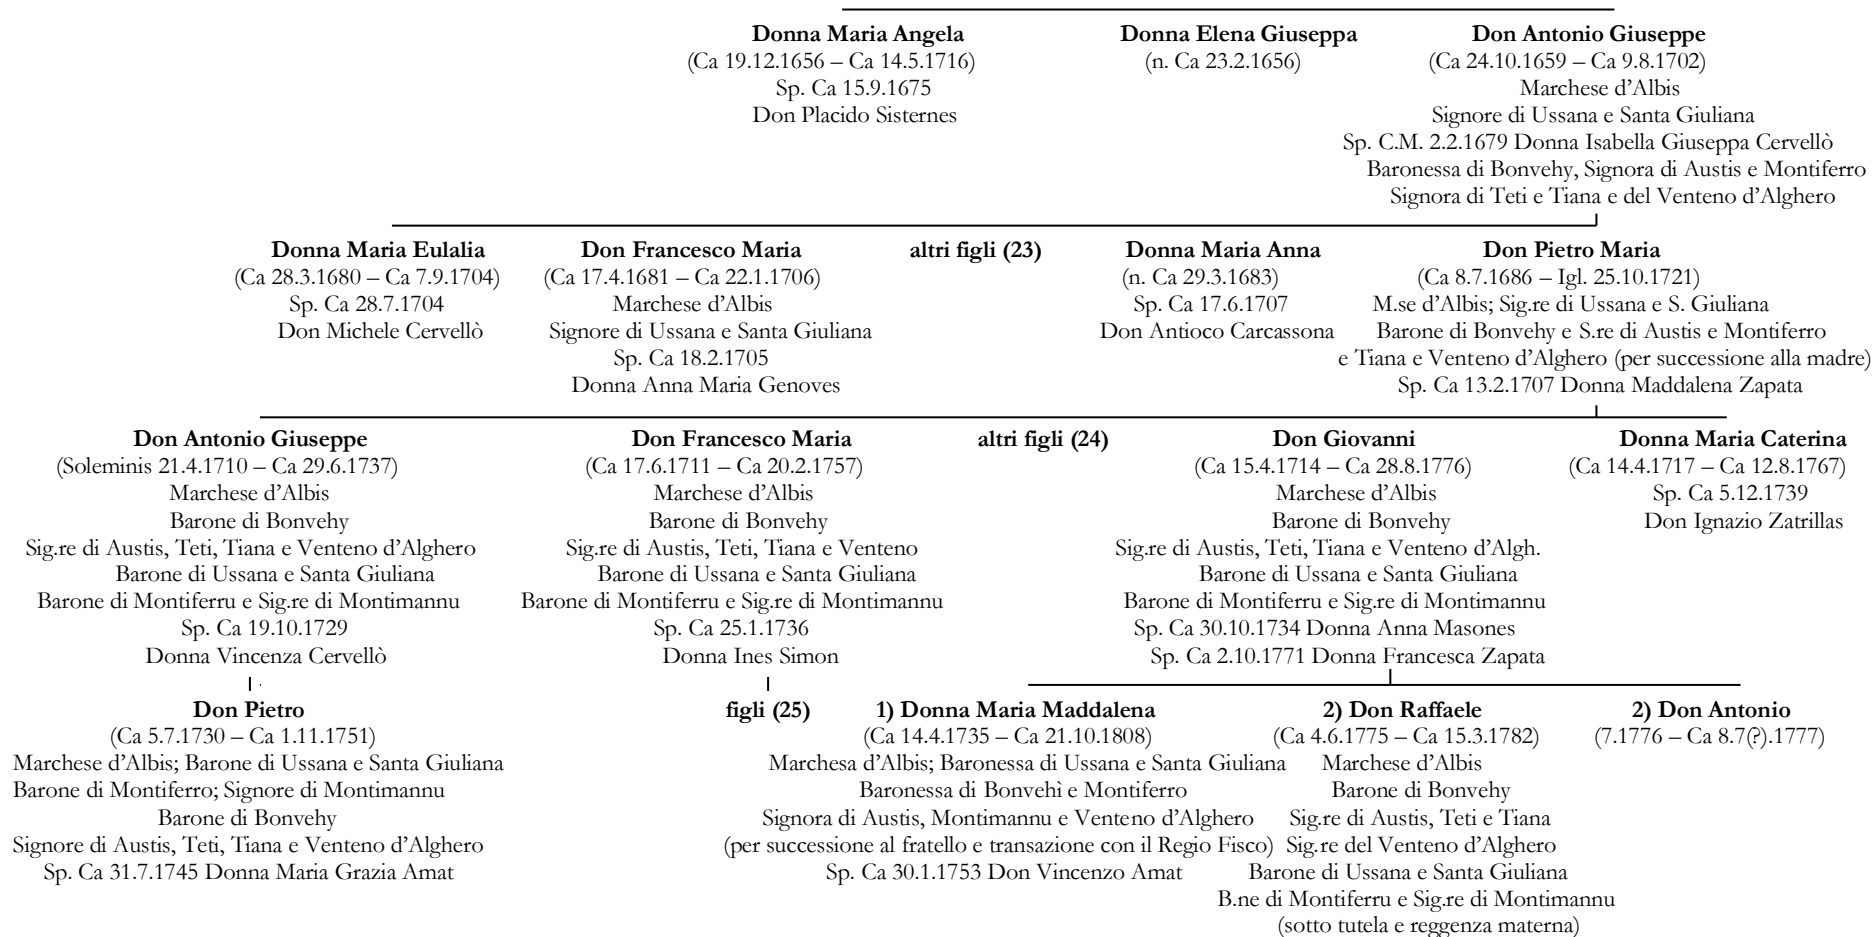 Donna Maria Angela
(Ca 19.12.1656 – Ca 14.5.1716)
Sp. Ca 15.9.1675
Don Placido Sisternes
Donna Elena Giuseppa
(n. Ca 23.2.1656)
Don Antonio Giuseppe
(Ca 24.10.1659 – Ca 9.8.1702)
Marchese d'Albis
Signore di Ussana e Santa Giuliana
Sp. C.M. 2.2.1679 Donna Isabella Giuseppa Cervellò
Baronessa di Bonvehy, Signora di Austis e Montiferro
Signora di Teti e Tiana e del Venteno d'Alghero
Donna Maria Eulalia
(Ca 28.3.1680 – Ca 7.9.1704)
Sp. Ca 28.7.1704
Don Michele Cervellò
Don Francesco Maria
(Ca 17.4.1681 – Ca 22.1.1706)
Marchese d'Albis
Signore di Ussana e Santa Giuliana
Sp. Ca 18.2.1705
Donna Anna Maria Genoves
altri figli (23)
Donna Maria Anna
(n. Ca 29.3.1683)
Sp. Ca 17.6.1707
Don Antioco Carcassona
Don Pietro Maria
(Ca 8.7.1686 – Igl. 25.10.1721)
M.se d'Albis; Sig.re di Ussana e S. Giuliana
Barone di Bonvehy e S.re di Austis e Montiferro
e Tiana e Venteno d'Alghero (per successione alla madre)
Sp. Ca 13.2.1707 Donna Maddalena Zapata
Don Antonio Giuseppe
(Soleminis 21.4.1710 – Ca 29.6.1737)
Marchese d'Albis
Barone di Bonvehy
Sig.re di Austis, Teti, Tiana e Venteno d'Alghero
Barone di Ussana e Santa Giuliana
Barone di Montiferru e Sig.re di Montimannu
Sp. Ca 19.10.1729
Donna Vincenza Cervellò
Don Francesco Maria
(Ca 17.6.1711 – Ca 20.2.1757)
Marchese d'Albis
Barone di Bonvehy
Sig.re di Austis, Teti, Tiana e Venteno
Barone di Ussana e Santa Giuliana
Barone di Montiferru e Sig.re di Montimannu
Sp. Ca 25.1.1736
Donna Ines Simon
altri figli (24)
Don Giovanni
(Ca 15.4.1714 – Ca 28.8.1776)
Marchese d'Albis
Barone di Bonvehy
Sig.re di Austis, Teti, Tiana e Venteno d'Algh.
Barone di Ussana e Santa Giuliana
Barone di Montiferru e Sig.re di Montimannu
Sp. Ca 30.10.1734 Donna Anna Masones
Sp. Ca 2.10.1771 Donna Francesca Zapata
Donna Maria Caterina
(Ca 14.4.1717 – Ca 12.8.1767)
Sp. Ca 5.12.1739
Don Ignazio Zatrillas
Don Pietro
(Ca 5.7.1730 – Ca 1.11.1751)
Marchese d'Albis; Barone di Ussana e Santa Giuliana
Barone di Montiferro; Signore di Montimannu
Barone di Bonvehy
Signore di Austis, Teti, Tiana e Venteno d'Alghero
Sp. Ca 31.7.1745 Donna Maria Grazia Amat
figli (25)
1) Donna Maria Maddalena
(Ca 14.4.1735 – Ca 21.10.1808)
Marchesa d'Albis; Baronessa di Ussana e Santa Giuliana
Baronessa di Bonvehì e Montiferro
Signora di Austis, Montimannu e Venteno d'Alghero
(per successione al fratello e transazione con il Regio Fisco)
Sp. Ca 30.1.1753 Don Vincenzo Amat
2) Don Raffaele
(Ca 4.6.1775 – Ca 15.3.1782)
Marchese d'Albis
Barone di Bonvehy
Sig.re di Austis, Teti e Tiana
Sig.re del Venteno d'Alghero
Barone di Ussana e Santa Giuliana
B.ne di Montiferru e Sig.re di Montimannu
(sotto tutela e reggenza materna)
2) Don Antonio
(7.1776 – Ca 8.7(?).1777)